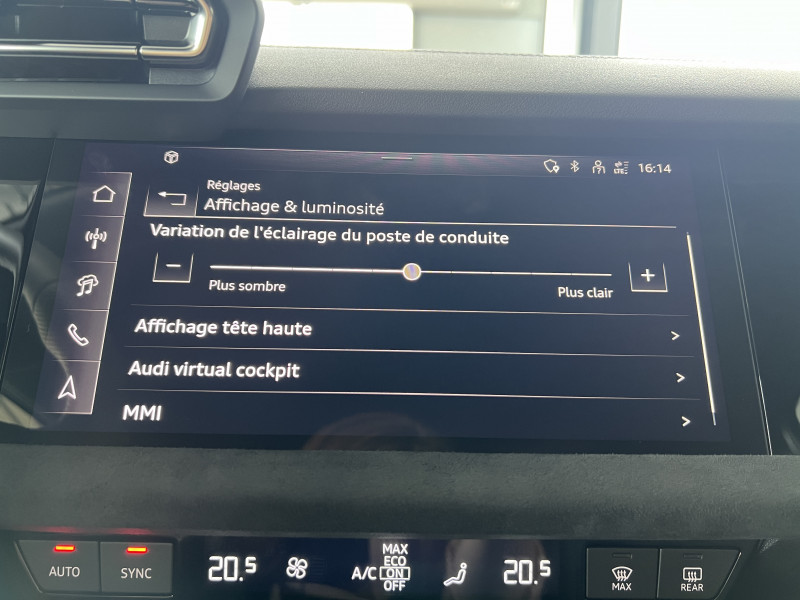 LTE
16:14
Réglages
Affichage & luminosité
Variation de l'éclairage du poste de conduite
− +
Plus sombre Plus clair
Affichage tête haute >
Audi virtual cockpit >
MMI >
AUTO SYNC 20.5 A/C MAX ECO ON OFF 20.5 MAX REAR